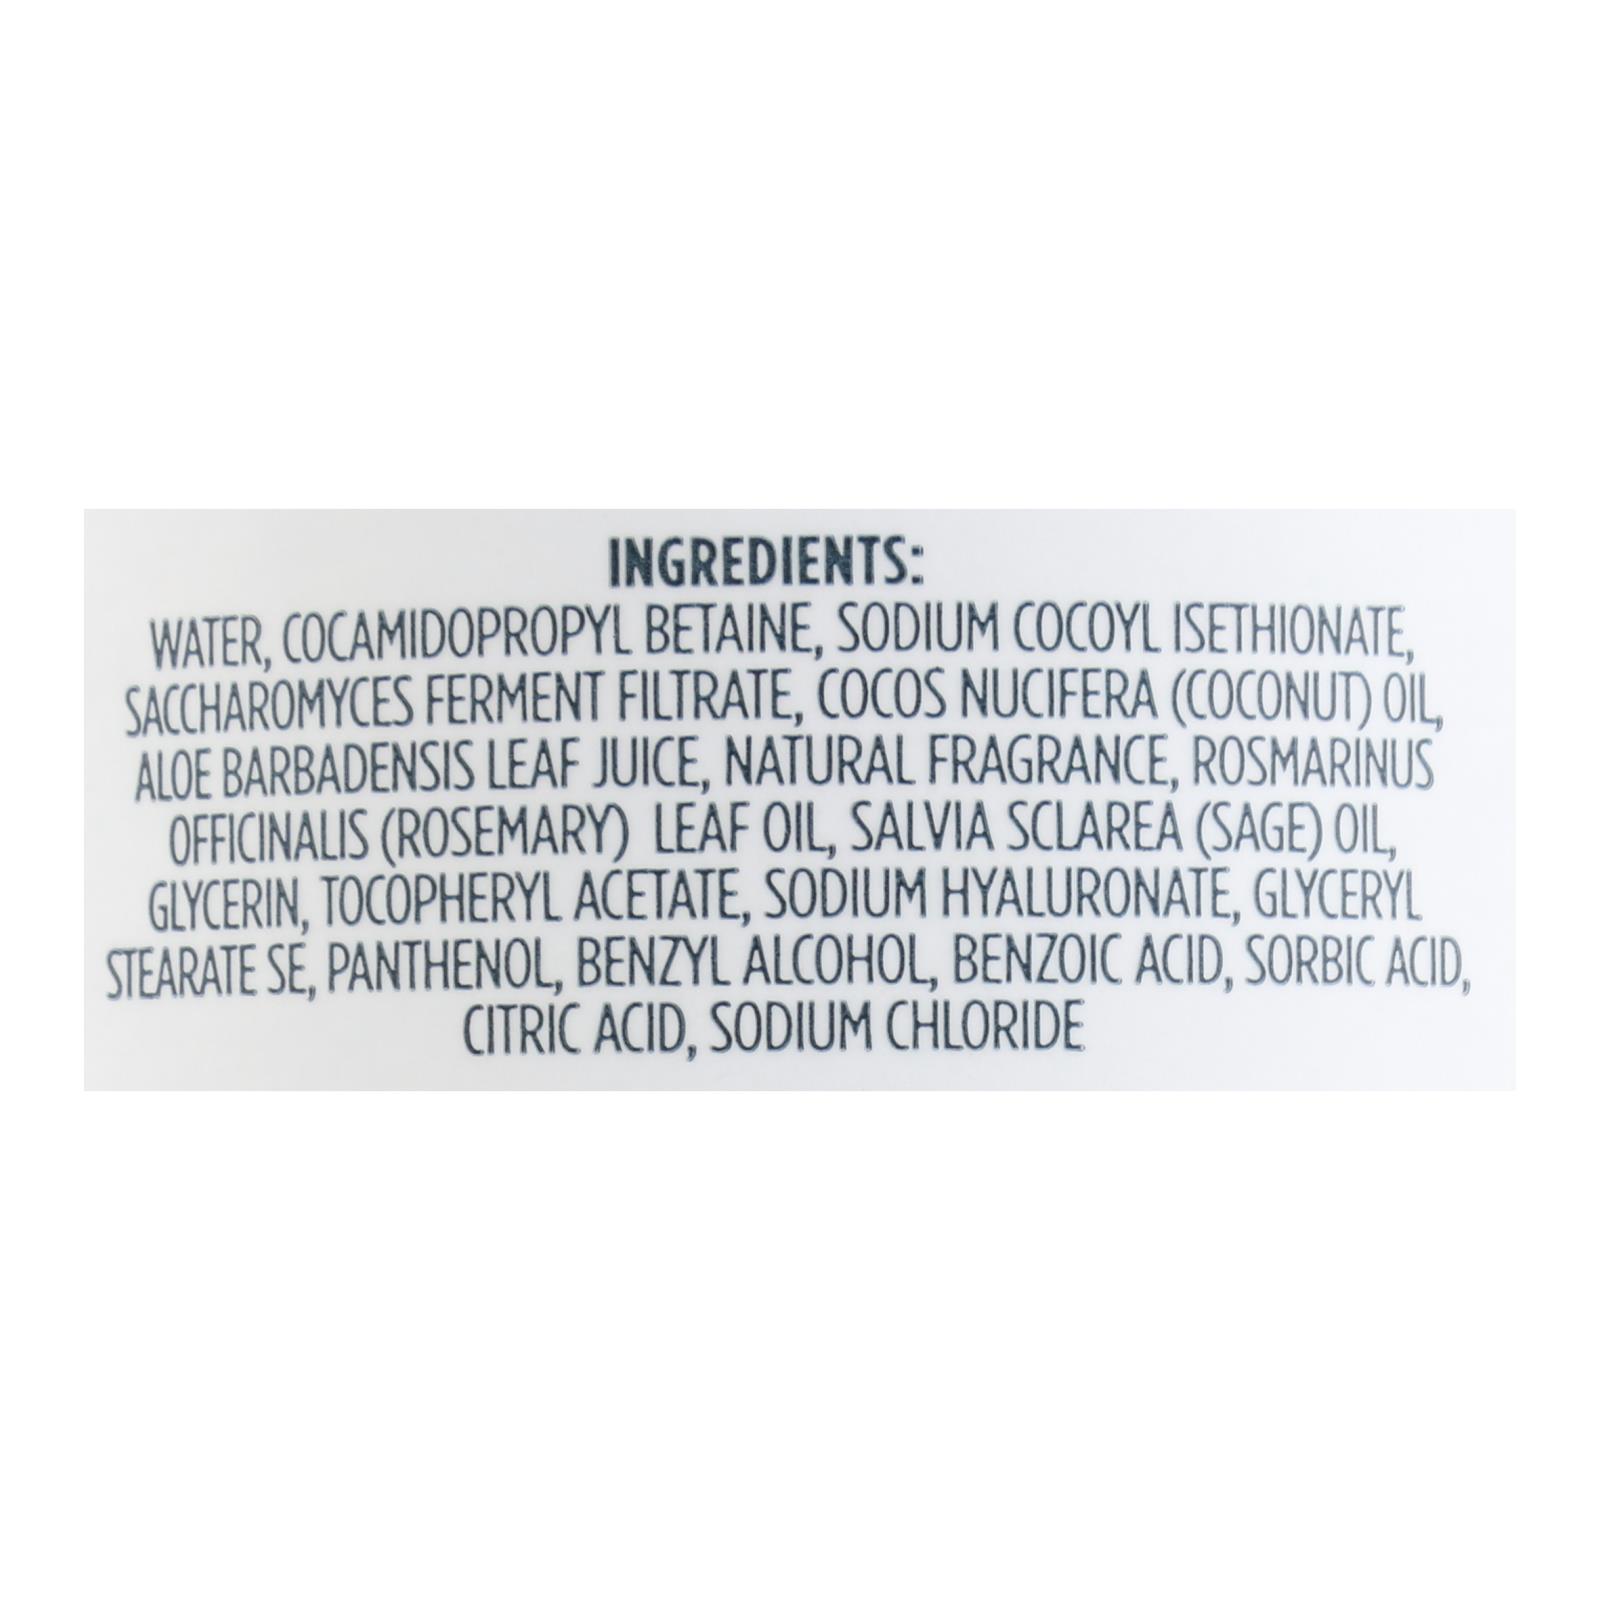 INGREDIENTS:
WATER, COCAMIDOPROPYL BETAINE, SODIUM COCOYL ISETHIONATE,
SACCHAROMYCES FERMENT FILTRATE, COCOS NUCIFERA (COCONUT) OIL,
ALOE BARBADENSIS LEAF JUICE, NATURAL FRAGRANCE, ROSMARINUS
OFFICINALIS (ROSEMARY) LEAF OIL, SALVIA SCLAREA (SAGE) OIL,
GLYCERIN, TOCOPHERYL ACETATE, SODIUM HYALURONATE, GLYCERYL
STEARATE SE, PANTHENOL, BENZYL ALCOHOL, BENZOIC ACID, SORBIC ACID,
CITRIC ACID, SODIUM CHLORIDE